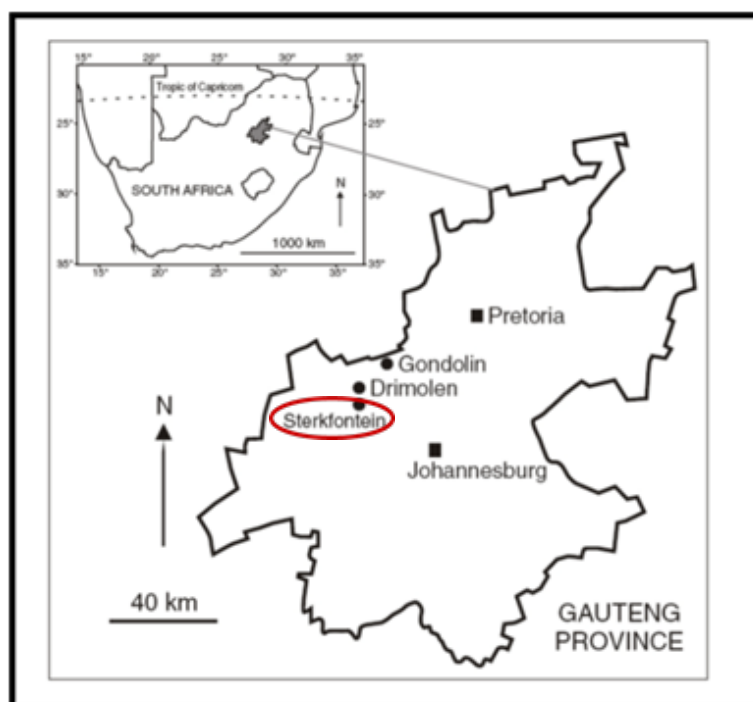 15° 20° 25° 30° 35°
Tropic of Capricorn
25° 25°
30° 30°
SOUTH AFRICA
N
1000 km
35° 35°
15° 20° 25° 30° 35°
Pretoria
Gondolin
Drimolen
Sterkfontein
N
Johannesburg
40 km
GAUTENG
PROVINCE